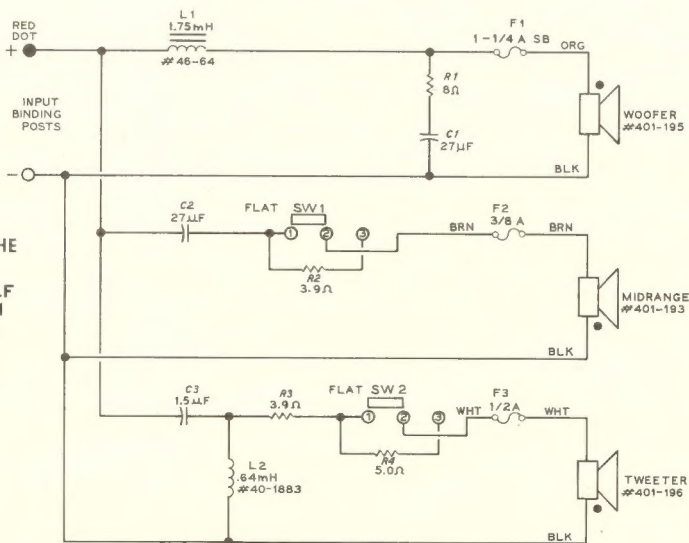 RED
DOT
+
L1
1.75mH
#46-64
F1
1-1/4 A SB
ORG
R1
8Ω
C1
27µF
WOOFER
#401-195
INPUT
BINDING
POSTS
-
BLK
C2
27µF
FLAT SW1
1 2 3
R2
3.9Ω
BRN
F2
3/8 A
BRN
MIDRANGE
#401-193
HE
LF
BLK
C3
1.5µF
R3
3.9Ω
FLAT SW2
1 2 3
R4
5.0Ω
WHT
F3
1/2A
WHT
L2
.64mH
#40-1883
TWEETER
#401-196
BLK